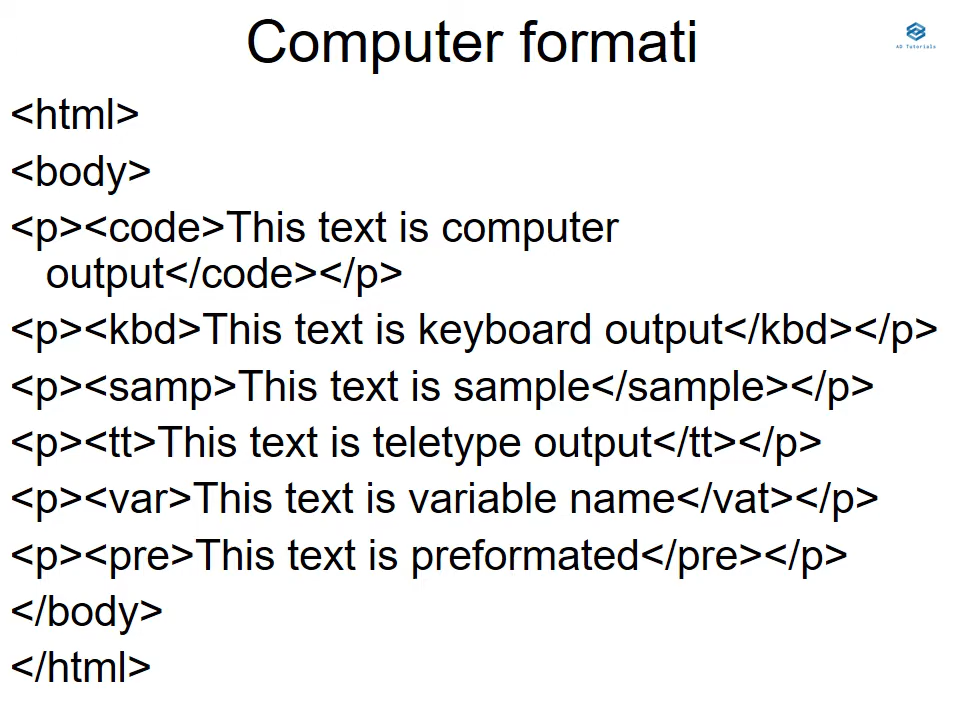 Computer formati
AD Tutorials
<html>
<body>
<p><code>This text is computer
output</code></p>
<p><kbd>This text is keyboard output</kbd></p>
<p><samp>This text is sample</sample></p>
<p><tt>This text is teletype output</tt></p>
<p><var>This text is variable name</vat></p>
<p><pre>This text is preformated</pre></p>
</body>
</html>